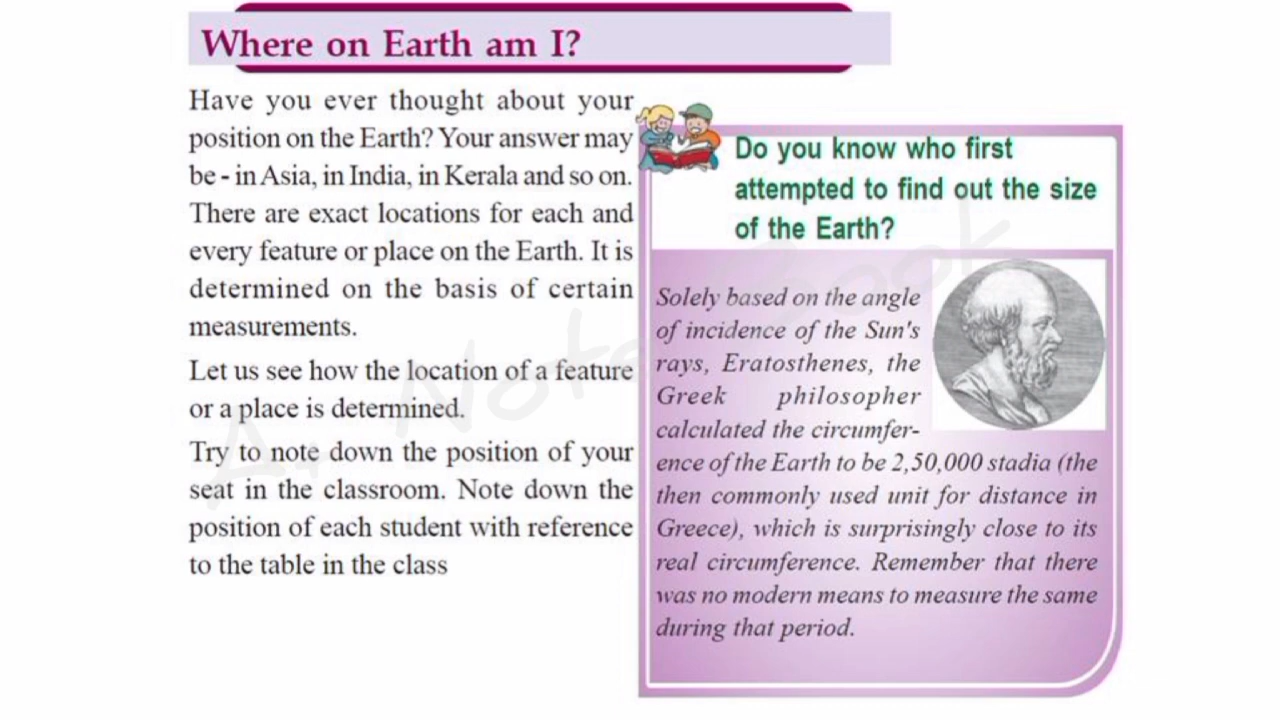 Where on Earth am I?
Have you ever thought about your
position on the Earth? Your answer may
be - in Asia, in India, in Kerala and so on.
There are exact locations for each and
every feature or place on the Earth. It is
determined on the basis of certain
measurements.
Let us see how the location of a feature
or a place is determined.
Try to note down the position of your
seat in the classroom. Note down the
position of each student with reference
to the table in the class
Do you know who first
attempted to find out the size
of the Earth?
Solely based on the angle
of incidence of the Sun's
rays, Eratosthenes, the
Greek philosopher
calculated the circumfer-
ence of the Earth to be 2,50,000 stadia (the
then commonly used unit for distance in
Greece), which is surprisingly close to its
real circumference. Remember that there
was no modern means to measure the same
during that period.